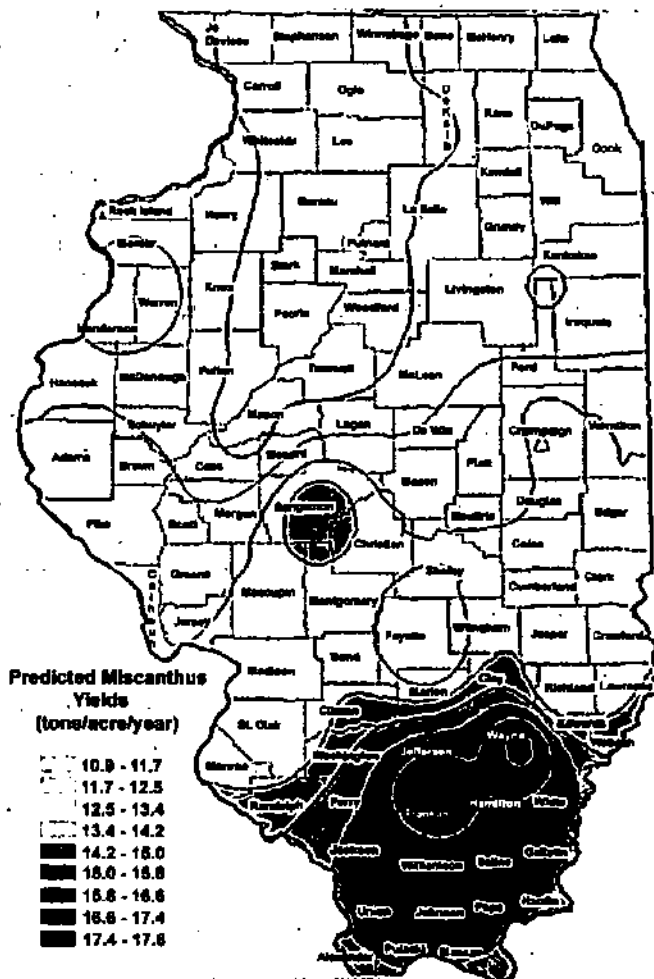 Jo Daviess Stephenson Winnebago Boone McHenry Lake
Carroll Ogle DeKalb Kane DuPage Cook
Whiteside Lee Kendall Will
Rock Island Henry Bureau La Salle Grundy
Mercer Putnam Kankakee
Stark Marshall
Warren Knox Peoria Woodford Livingston Iroquois
Henderson
Hancock McDonough Fulton Tazewell McLean Ford
Schuyler Mason Logan De Witt Champaign Vermilion
Adams Brown Cass Menard Piatt
Macon
Pike Scott Morgan Sangamon Moultrie Douglas Edgar
Christian Coles
Calhoun Greene Macoupin Shelby Cumberland Clark
Jersey Montgomery
Fayette Effingham Jasper Crawford
Madison Bond
Marion Clay Richland Lawrence
St. Clair Clinton
Monroe Washington Jefferson Wayne
Randolph Perry Franklin Hamilton White
Jackson Williamson Saline Gallatin
Union Johnson Pope Hardin
Alexander Pulaski
Predicted Miscanthus
Yields
(tons/acre/year)
10.9 - 11.7
11.7 - 12.5
12.5 - 13.4
13.4 - 14.2
14.2 - 15.0
15.0 - 15.8
15.8 - 16.6
16.6 - 17.4
17.4 - 17.6